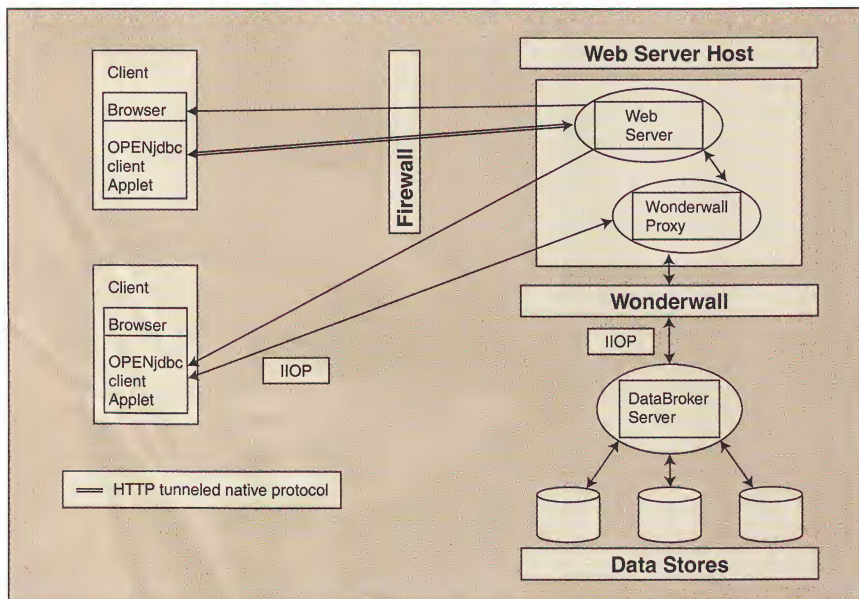 Client
Browser
OPENjdbc
client
Applet
Firewall
Web Server Host
Web
Server
Wonderwall
Proxy
Client
Browser
OPENjdbc
client
Applet
IIOP
Wonderwall
IIOP
DataBroker
Server
HTTP tunneled native protocol
Data Stores